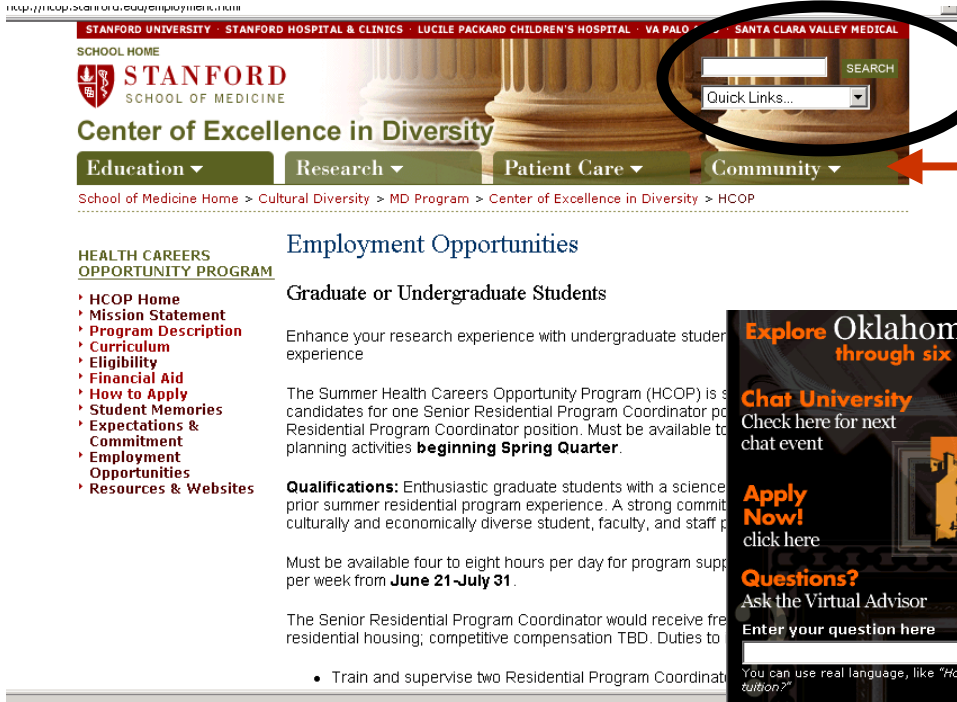 http://hcop.stanford.edu/employment.html
STANFORD UNIVERSITY · STANFORD HOSPITAL & CLINICS · LUCILE PACKARD CHILDREN'S HOSPITAL · VA PALO · SANTA CLARA VALLEY MEDICAL
SCHOOL HOME
STANFORD
SCHOOL OF MEDICINE
SEARCH
Quick Links...
Center of Excellence in Diversity
Education
Research
Patient Care
Community
School of Medicine Home > Cultural Diversity > MD Program > Center of Excellence in Diversity > HCOP
HEALTH CAREERS
OPPORTUNITY PROGRAM
HCOP Home
Mission Statement
Program Description
Curriculum
Eligibility
Financial Aid
How to Apply
Student Memories
Expectations &
Commitment
Employment
Opportunities
Resources & Websites
Employment Opportunities
Graduate or Undergraduate Students
Enhance your research experience with undergraduate studen
experience
The Summer Health Careers Opportunity Program (HCOP) is s
candidates for one Senior Residential Program Coordinator po
Residential Program Coordinator position. Must be available to
planning activities beginning Spring Quarter.
Qualifications: Enthusiastic graduate students with a science
prior summer residential program experience. A strong commit
culturally and economically diverse student, faculty, and staff p
Must be available four to eight hours per day for program supp
per week from June 21-July 31.
The Senior Residential Program Coordinator would receive fre
residential housing; competitive compensation TBD. Duties to
• Train and supervise two Residential Program Coordinat
Explore Oklahom
through six
Chat University
Check here for next
chat event
Apply
Now!
click here
Questions?
Ask the Virtual Advisor
Enter your question here
You can use real language, like "Ho
tuition?"